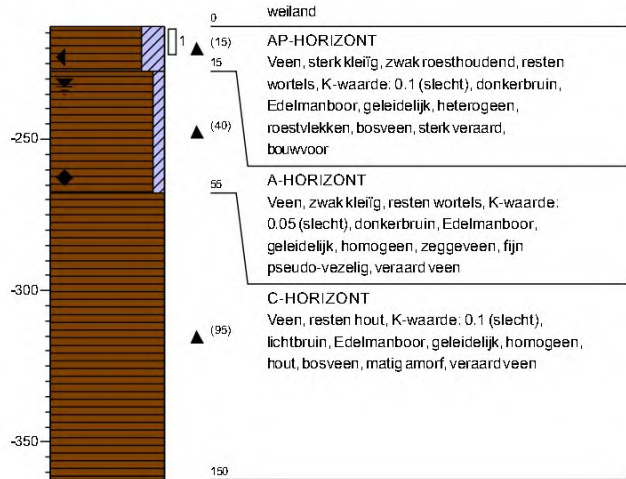 0
weiland
1
(15)
AP-HORIZONT
Veen, sterk kleiïg, zwak roesthoudend, resten
15
wortels, K-waarde: 0.1 (slecht), donkerbruin,
Edelmanboor, geleidelijk, heterogeen,
roestvlekken, bosveen, sterk veraard,
bouwvoor
-250
(40)
55
A-HORIZONT
Veen, zwak kleiïg, resten wortels, K-waarde:
0.05 (slecht), donkerbruin, Edelmanboor,
geleidelijk, homogeen, zeggeveen, fijn
pseudo-vezelig, veraard veen
-300
C-HORIZONT
Veen, resten hout, K-waarde: 0.1 (slecht),
(95)
lichtbruin, Edelmanboor, geleidelijk, homogeen,
hout, bosveen, matig amorf, veraard veen
-350
150